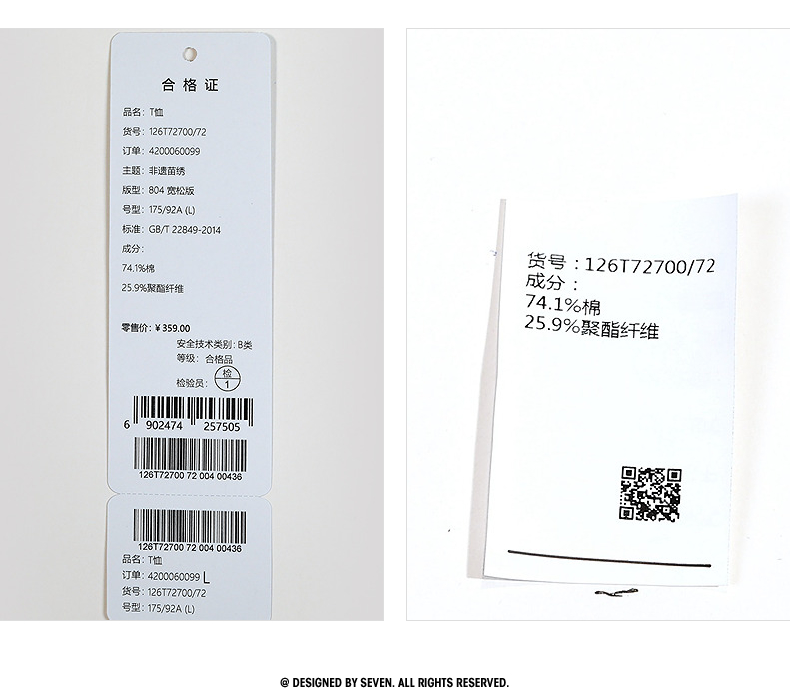 合格证
品名：T恤
货号：126T72700/72
订单：4200060099
主题：非遗苗绣
版型：804 宽松版
号型：175/92A (L)
标准：GB/T 22849-2014
成分：
74.1%棉
25.9%聚酯纤维
零售价：¥359.00
安全技术类别：B类
等级：合格品
检验员：检 1
6 902474 257505
126T72700 72 004 00436
126T72700 72 004 00436
品名：T恤
订单：4200060099 L
货号：126T72700/72
号型：175/92A (L)
货号：126T72700/72
成分：
74.1%棉
25.9%聚酯纤维
@ DESIGNED BY SEVEN. ALL RIGHTS RESERVED.